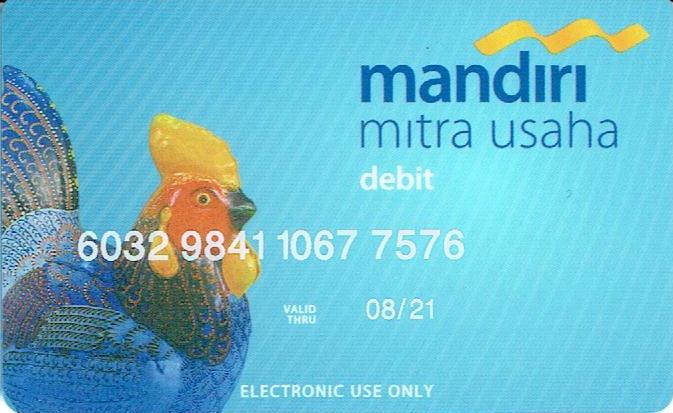 mandiri
mitra usaha
debit
6032 9841 1067 7576
VALID
THRU
08/21
ELECTRONIC USE ONLY